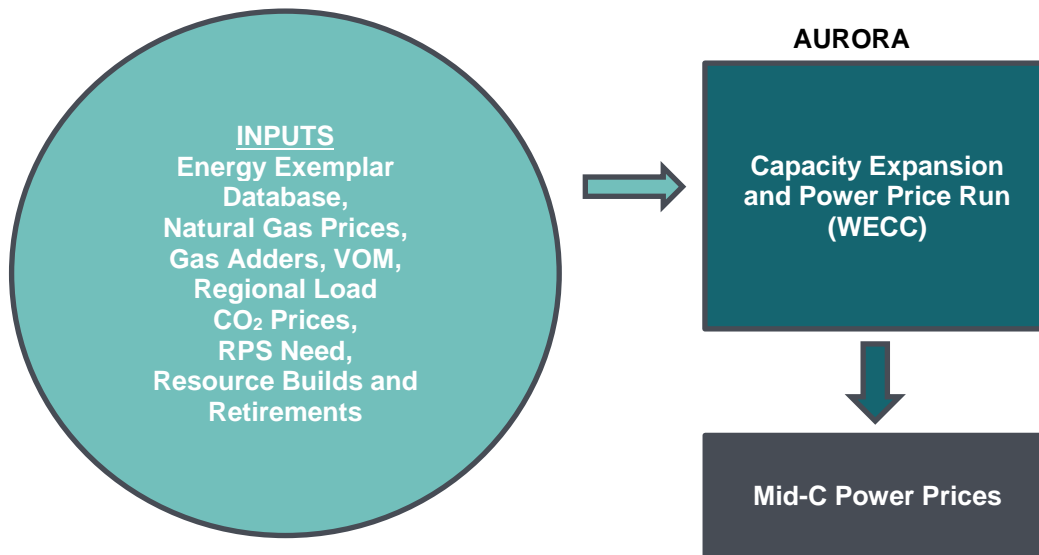 INPUTS
Energy Exemplar
Database,
Natural Gas Prices,
Gas Adders, VOM,
Regional Load
CO₂ Prices,
RPS Need,
Resource Builds and
Retirements
AURORA
Capacity Expansion
and Power Price Run
(WECC)
Mid-C Power Prices